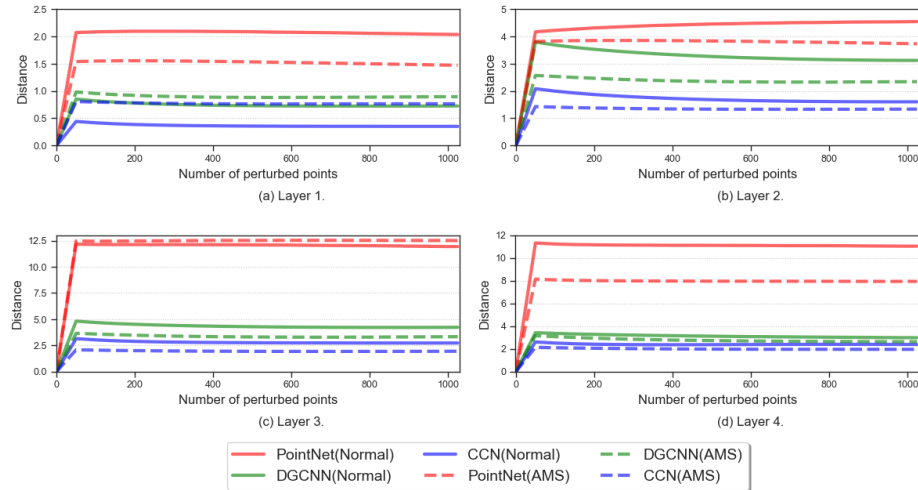 2.5
2.0
1.5
1.0
0.5
0.0
Distance
0 200 400 600 800 1000
Number of perturbed points
(a) Layer 1.
5
4
3
2
1
0
Distance
0 200 400 600 800 1000
Number of perturbed points
(b) Layer 2.
12.5
10.0
7.5
5.0
2.5
0.0
Distance
0 200 400 600 800 1000
Number of perturbed points
(c) Layer 3.
12
10
8
6
4
2
0
Distance
0 200 400 600 800 1000
Number of perturbed points
(d) Layer 4.
PointNet(Normal) CCN(Normal) DGCNN(AMS)
DGCNN(Normal) PointNet(AMS) CCN(AMS)